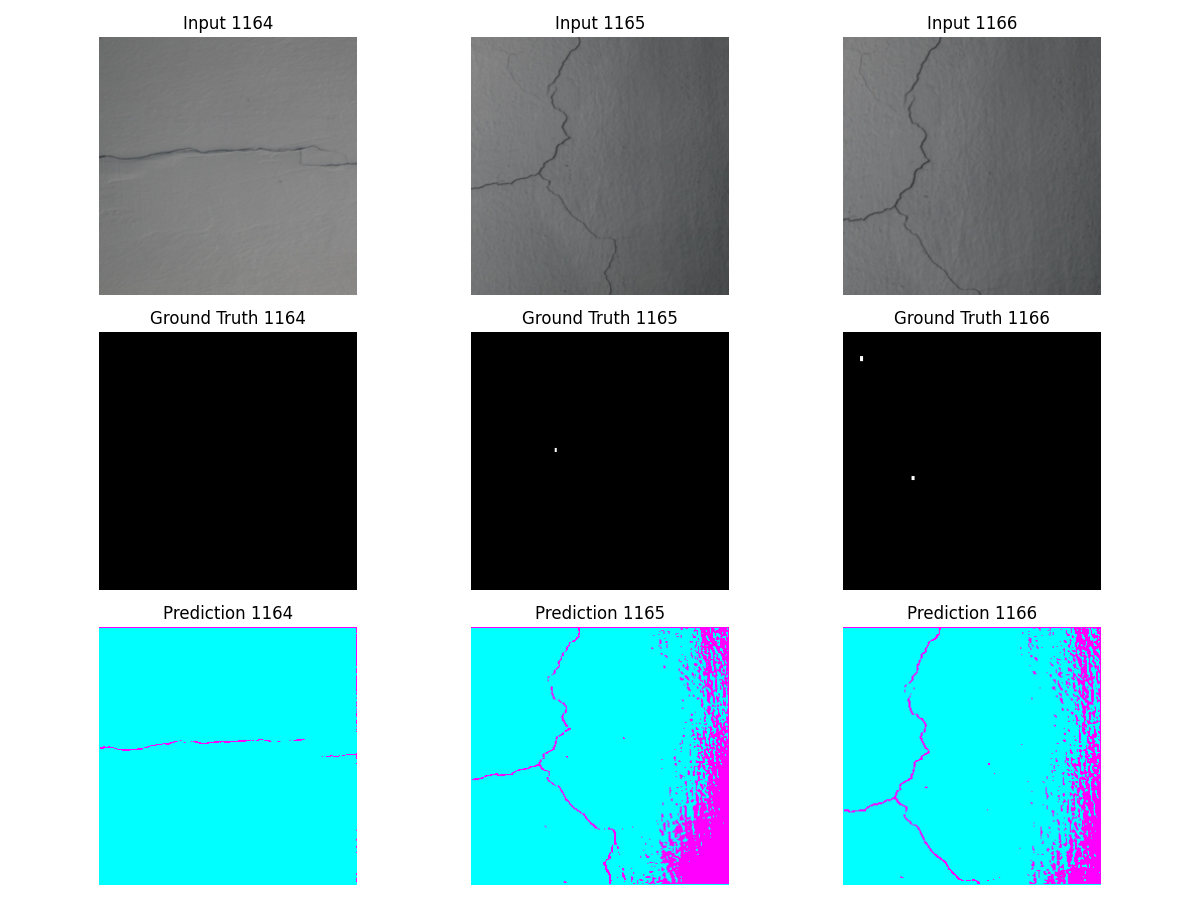 Input 1164
Input 1165
Input 1166
Ground Truth 1164
Ground Truth 1165
Ground Truth 1166
Prediction 1164
Prediction 1165
Prediction 1166